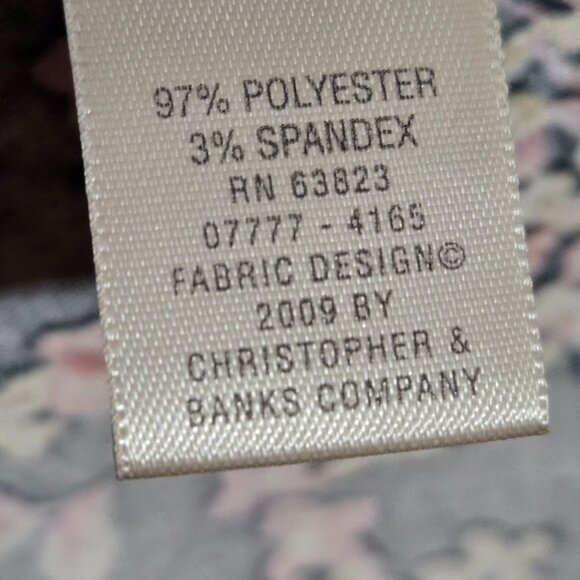 97% POLYESTER
3% SPANDEX
RN 63823
07777 - 4165
FABRIC DESIGN©
2009 BY
CHRISTOPHER &
BANKS COMPANY